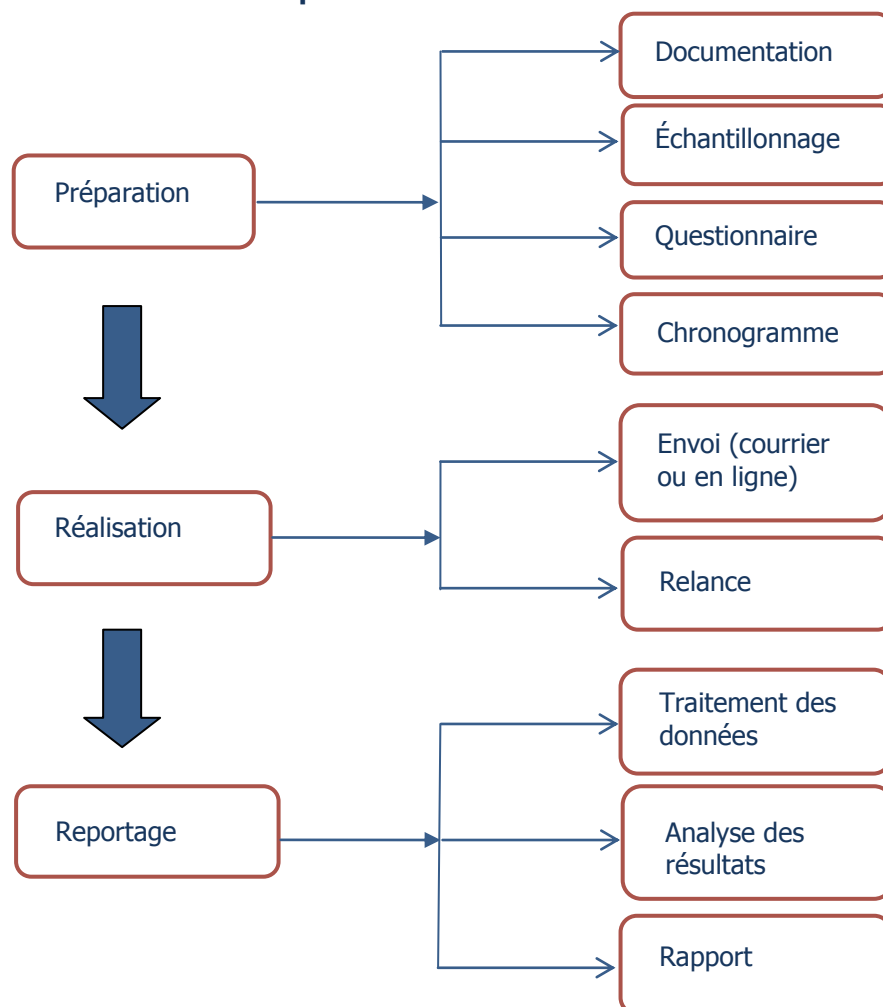 Préparation
Documentation
Échantillonnage
Questionnaire
Chronogramme
Réalisation
Envoi (courrier
ou en ligne)
Relance
Reportage
Traitement des
données
Analyse des
résultats
Rapport